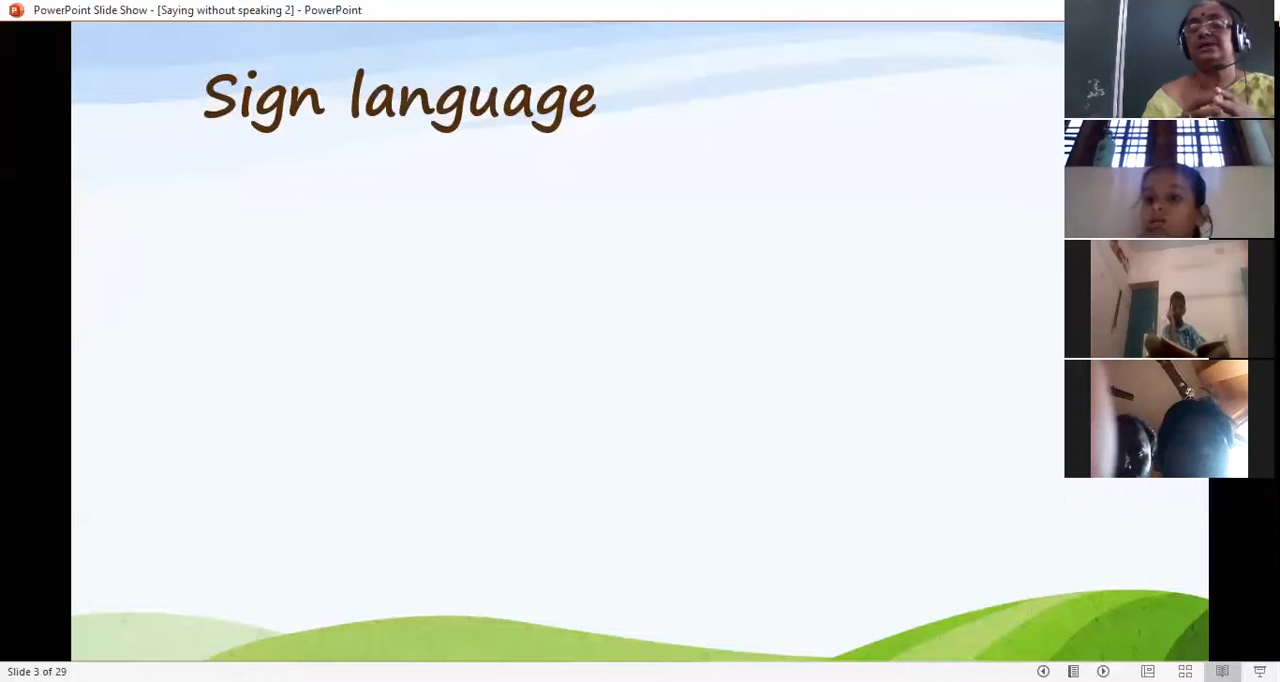 PowerPoint Slide Show - [Saying without speaking 2] - PowerPoint
Sign language
Slide 3 of 29